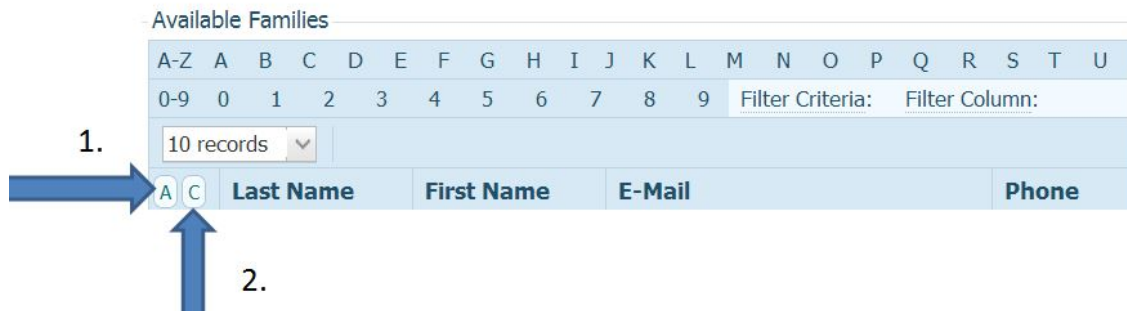 Available Families
A-Z A B C D E F G H I J K L M N O P Q R S T U
0-9 0 1 2 3 4 5 6 7 8 9 Filter Criteria: Filter Column:
1. 10 records
A C Last Name First Name E-Mail Phone
2.